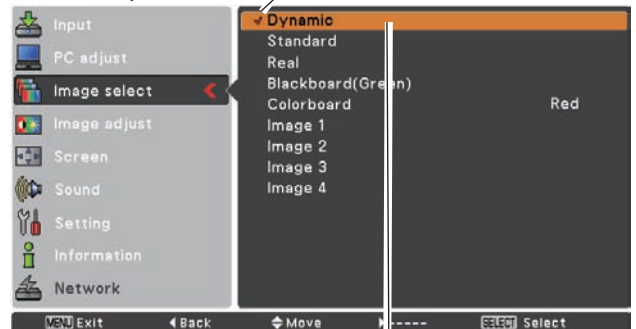 Input
PC adjust
Image select
Image adjust
Screen
Sound
Setting
Information
Network
Dynamic
Standard
Real
Blackboard(Green)
Colorboard Red
Image 1
Image 2
Image 3
Image 4
MENU Exit Back Move ----- SELECT Select